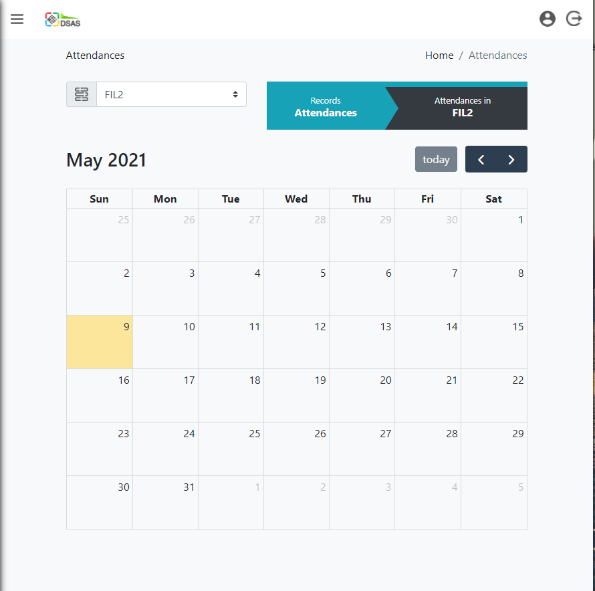 DSAS
Attendances
Home / Attendances
FIL2
Records
Attendances
Attendances in
FIL2
May 2021
today
Sun Mon Tue Wed Thu Fri Sat
25 26 27 28 29 30 1
2 3 4 5 6 7 8
9 10 11 12 13 14 15
16 17 18 19 20 21 22
23 24 25 26 27 28 29
30 31 1 2 3 4 5